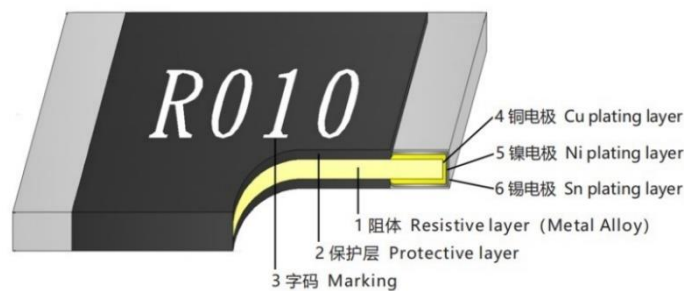 R010
4 铜电极 Cu plating layer
5 镍电极 Ni plating layer
6 锡电极 Sn plating layer
1 阻体 Resistive layer (Metal Alloy)
2 保护层 Protective layer
3 字码 Marking